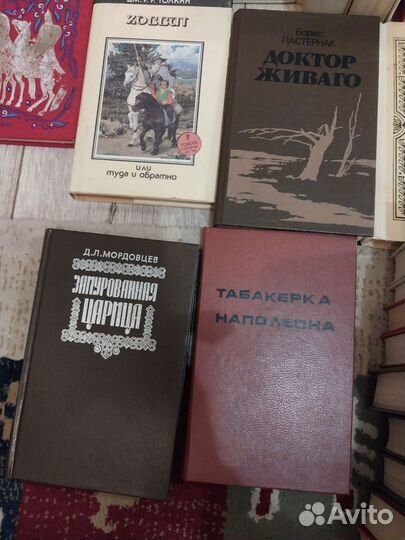 ДЖ. Р. Р. ТОЛКИН
ХОББИТ
или
туда и обратно
Борис
ПАСТЕРНАК
ДОКТОР
ЖИВАГО
Д.Л.МОРДОВЦЕВ
ЗАМУРОВАННАЯ
ЦАРИЦА
ТАБАКЕРКА
НАПОЛЕОНА
Avito